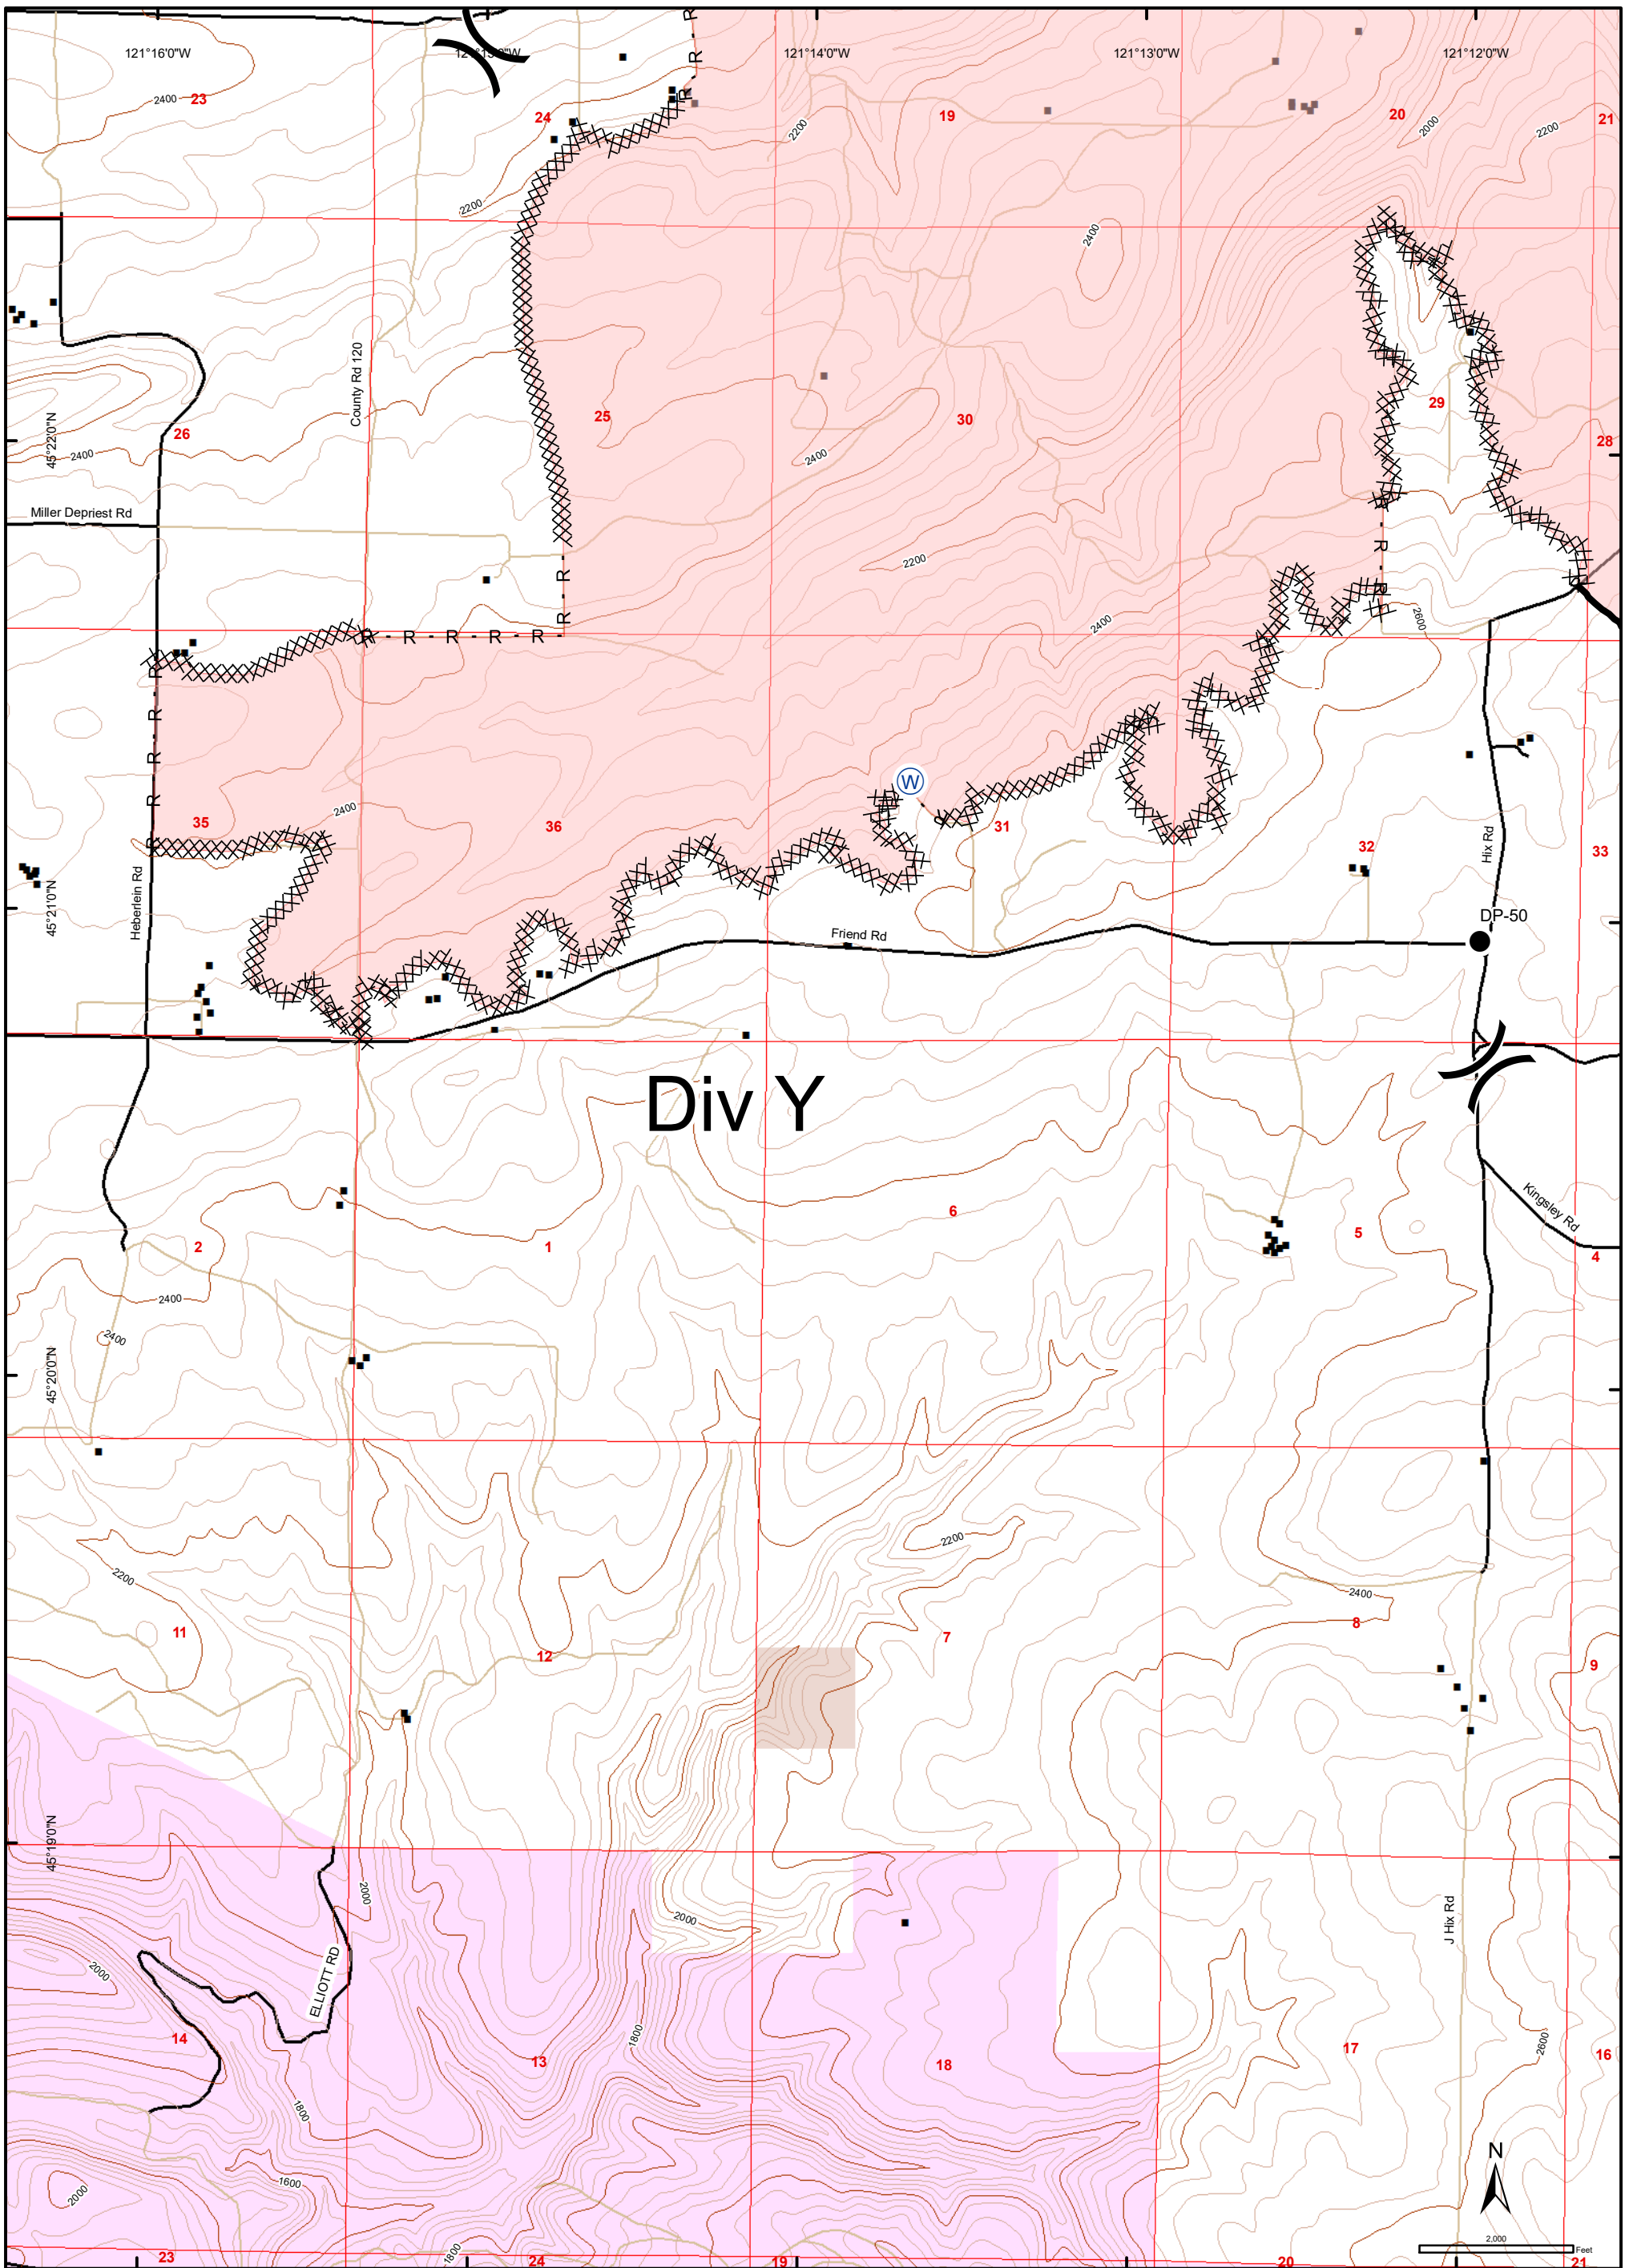 R
R
121°16'0"W
121°14'0"W
121°13'0"W
121°12'0"W
R
R
2400
23
24
19
20
21
2200
2000
2200
2200
2400
County Rd 120
25
26
30
29
28
45°22'0"N
2400
2400
Miller Depriest Rd
2200
R
R
R
R
R
2400
2600
R - R - R - R - R
R
R
R
R
R
W
35
2400
36
31
32
33
Hix Rd
Heberlein Rd
45°21'0"N
DP-50
Friend Rd
Div Y
Kingsley Rd
2
1
6
5
4
2400
2400
45°20'0"N
2200
2200
2400
11
12
7
8
9
45°19'0"N
2000
2000
J Hix Rd
ELLIOTT RD
2000
14
13
1800
18
17
2600
16
1800
N
1600
2000
2,000
Feet
23
1800
24
19
20
21